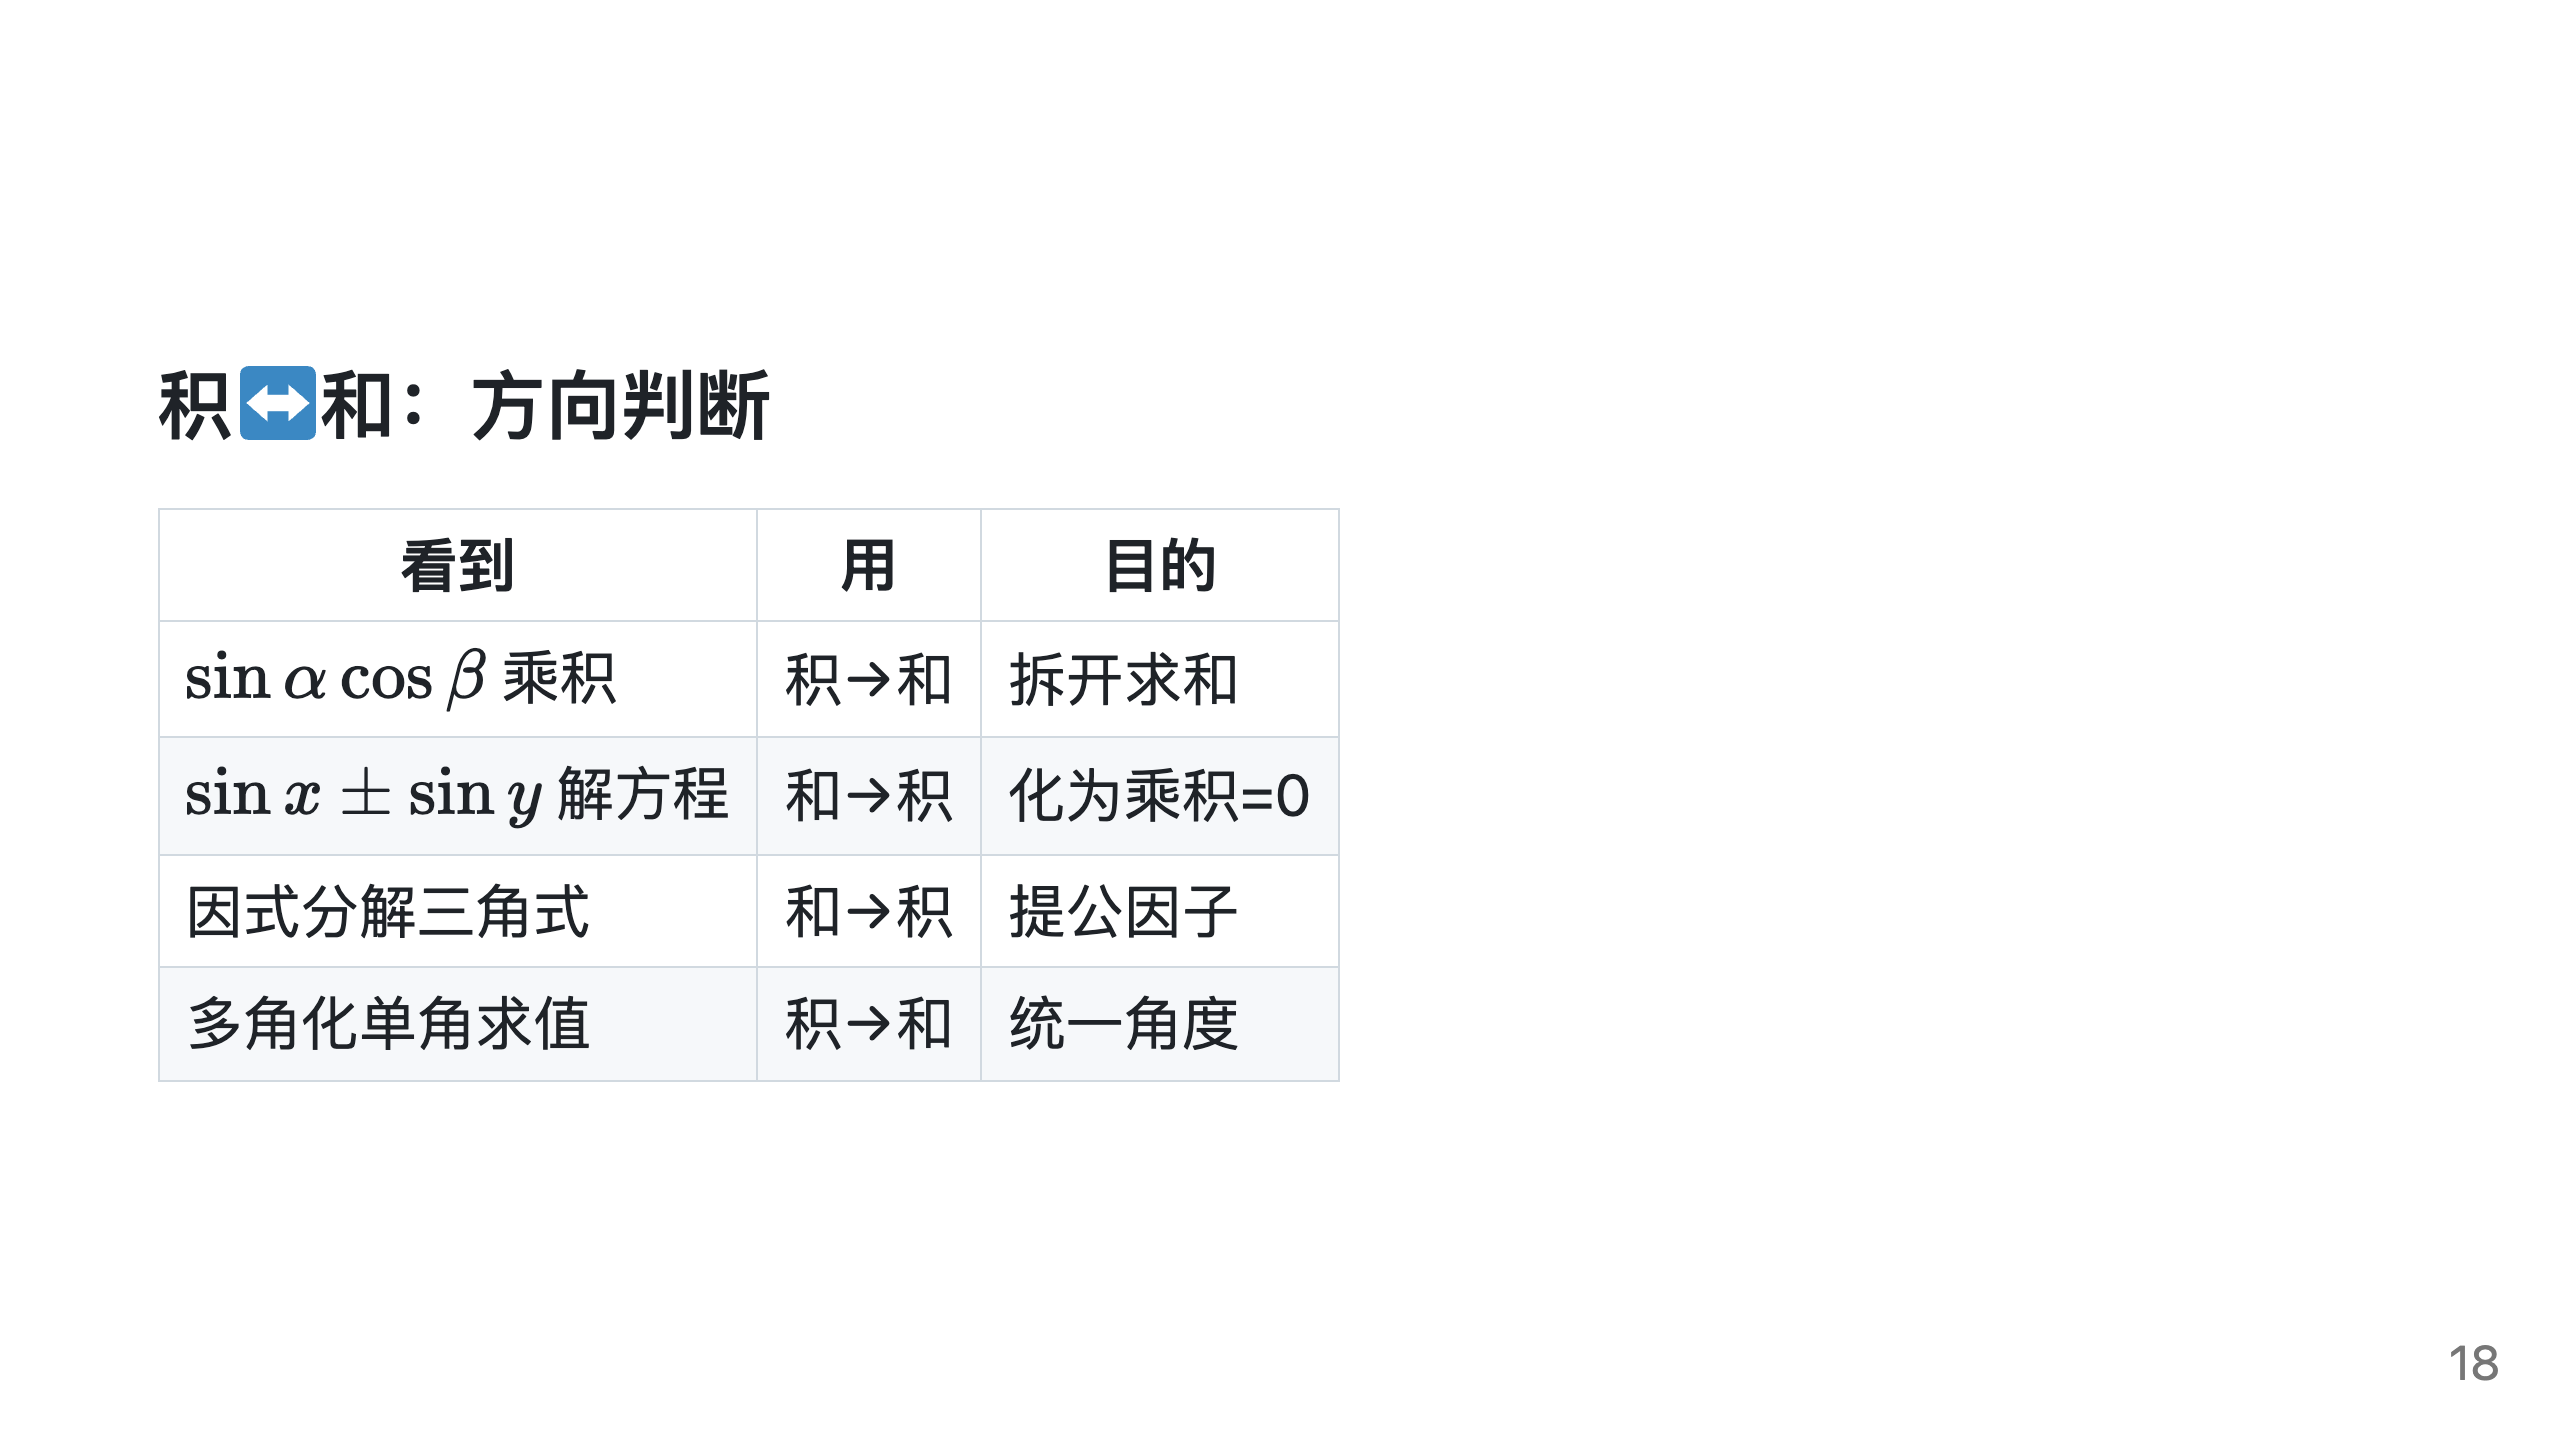 积↔️和：方向判断
看到 用 目的
sin α cos β 乘积 积→和 拆开求和
sin x ± sin y 解方程 和→积 化为乘积=0
因式分解三角式 和→积 提公因子
多角化单角求值 积→和 统一角度
18